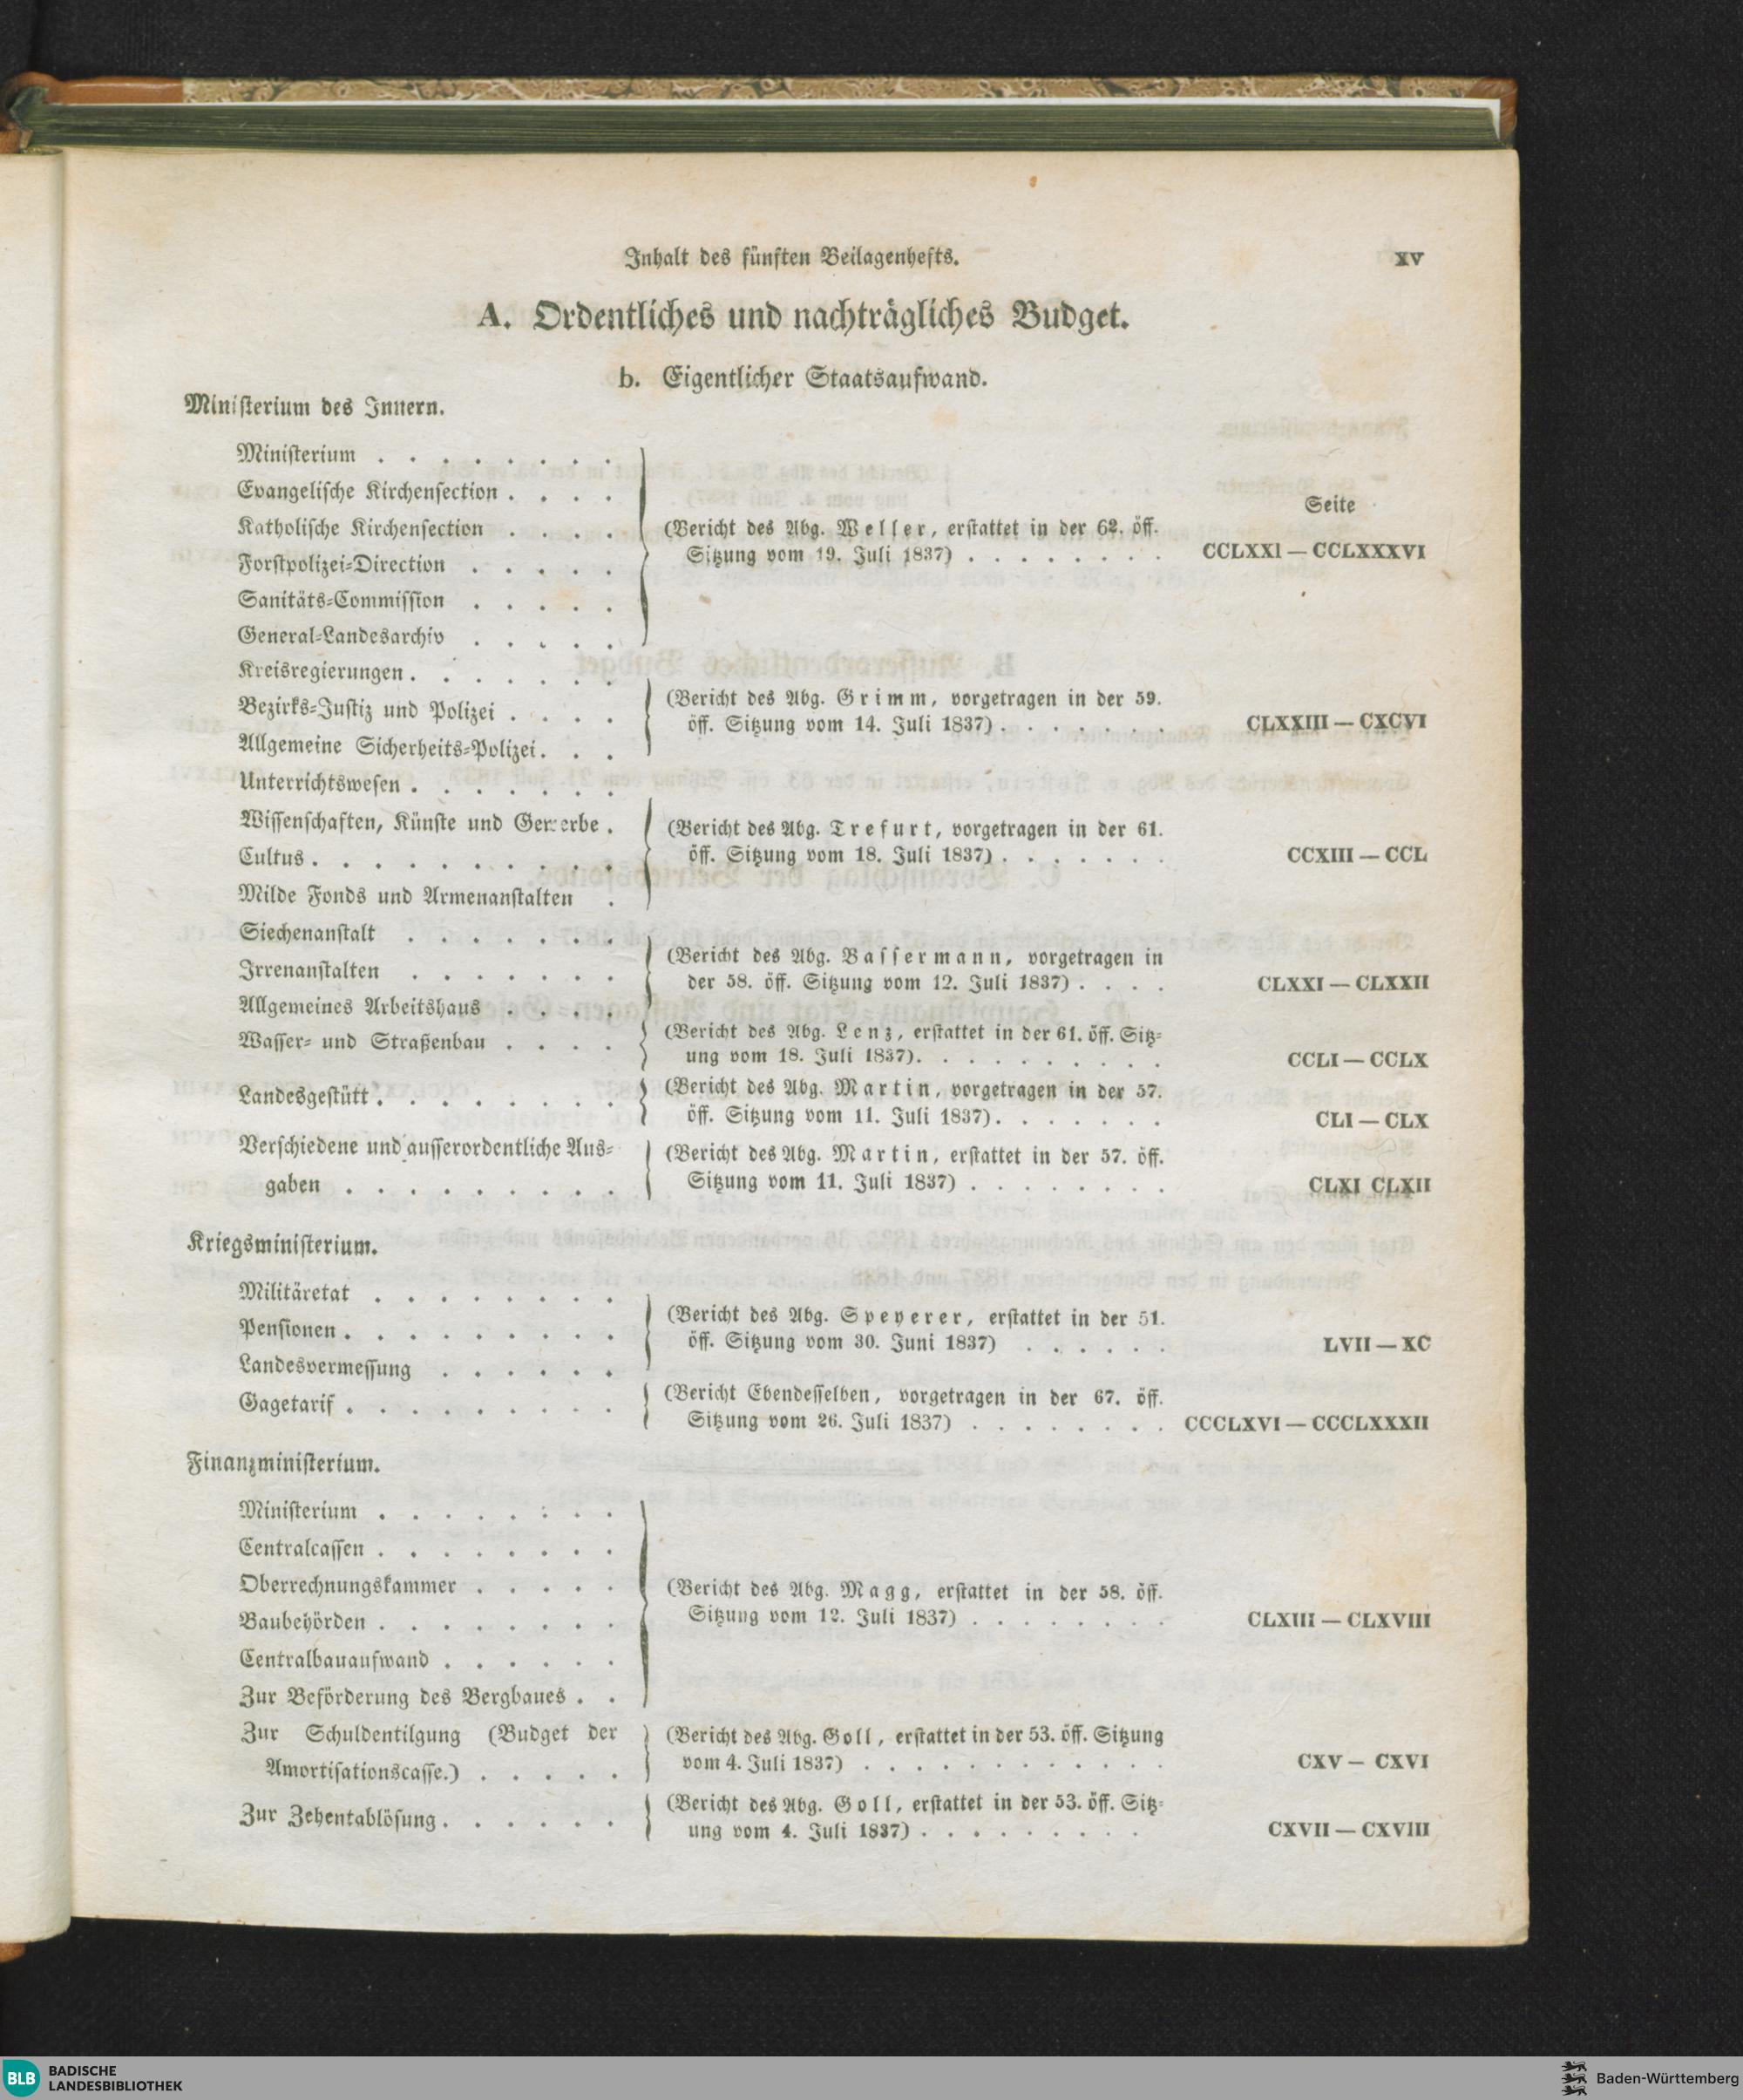 Inhalt des fünften Beilagenhefts. XV
A. Ordentliches und nachträgliches Budget.
b. Eigentlicher Staatsaufwand.
Ministerium des Innern.
Ministerium . . . . . . . .
Evangelische Kirchensection . . . .
Katholische Kirchensection . . . .
Forstpolizei-Direction . . . . .
Sanitäts-Commission . . . . .
General-Landesarchiv . . . . .
Seite
(Bericht des Abg. Weller, erstattet in der 62. öff.
Sitzung vom 19. Juli 1837) . . . . . . . CCLXXI — CCLXXXVI
Kreisregierungen . . . . . . .
Bezirks-Justiz und Polizei . . . .
Allgemeine Sicherheits-Polizei . . .
(Bericht des Abg. Grimm, vorgetragen in der 59.
öff. Sitzung vom 14. Juli 1837) . . . . . . . CLXXIII — CXCVI
Unterrichtswesen . . . . . . .
Wissenschaften, Künste und Gewerbe .
Cultus . . . . . . . . . .
Milde Fonds und Armenanstalten .
(Bericht des Abg. Trefurt, vorgetragen in der 61.
öff. Sitzung vom 18. Juli 1837) . . . . . . . CCXIII — CCL
Siechenanstalt . . . . . . .
Irrenanstalten . . . . . . .
Allgemeines Arbeitshaus . . . .
(Bericht des Abg. Bassermann, vorgetragen in
der 58. öff. Sitzung vom 12. Juli 1837) . . . . CLXXI — CLXXII
Wasser- und Straßenbau . . . .
(Bericht des Abg. Lenz, erstattet in der 61. öff. Sitz-
ung vom 18. Juli 1837). . . . . . . . . CCLI — CCLX
Landesgestütt . . . . . . . .
(Bericht des Abg. Martin, vorgetragen in der 57.
öff. Sitzung vom 11. Juli 1837). . . . . . . CLI — CLX
Verschiedene und ausserordentliche Aus-
gaben . . . . . . . . .
(Bericht des Abg. Martin, erstattet in der 57. öff.
Sitzung vom 11. Juli 1837) . . . . . . . . CLXI CLXII
Kriegsministerium.
Militäretat . . . . . . . .
Pensionen . . . . . . . . .
Landesvermessung . . . . . .
(Bericht des Abg. Speyerer, erstattet in der 51.
öff. Sitzung vom 30. Juni 1837) . . . . . . LVII — XC
Gagetarif . . . . . . . . .
(Bericht Ebendesselben, vorgetragen in der 67. öff.
Sitzung vom 26. Juli 1837) . . . . . . . . CCCLXVI — CCCLXXXII
Finanzministerium.
Ministerium . . . . . . . .
Centralcassen . . . . . . . .
Oberrechnungskammer . . . . .
Baubehörden . . . . . . . .
Centralbauaufwand . . . . . .
Zur Beförderung des Bergbaues . .
(Bericht des Abg. Magg, erstattet in der 58. öff.
Sitzung vom 12. Juli 1837) . . . . . . . . CLXIII — CLXVIII
Zur Schuldentilgung (Budget der
Amortisationscasse.) . . . . .
(Bericht des Abg. Goll, erstattet in der 53. öff. Sitzung
vom 4. Juli 1837) . . . . . . . . . . . . CXV — CXVI
Zur Zehentablösung . . . . . .
(Bericht des Abg. Goll, erstattet in der 53. öff. Sitz-
ung vom 4. Juli 1837) . . . . . . . . . CXVII — CXVIII
BLB BADISCHE
LANDESBIBLIOTHEK
Baden-Württemberg